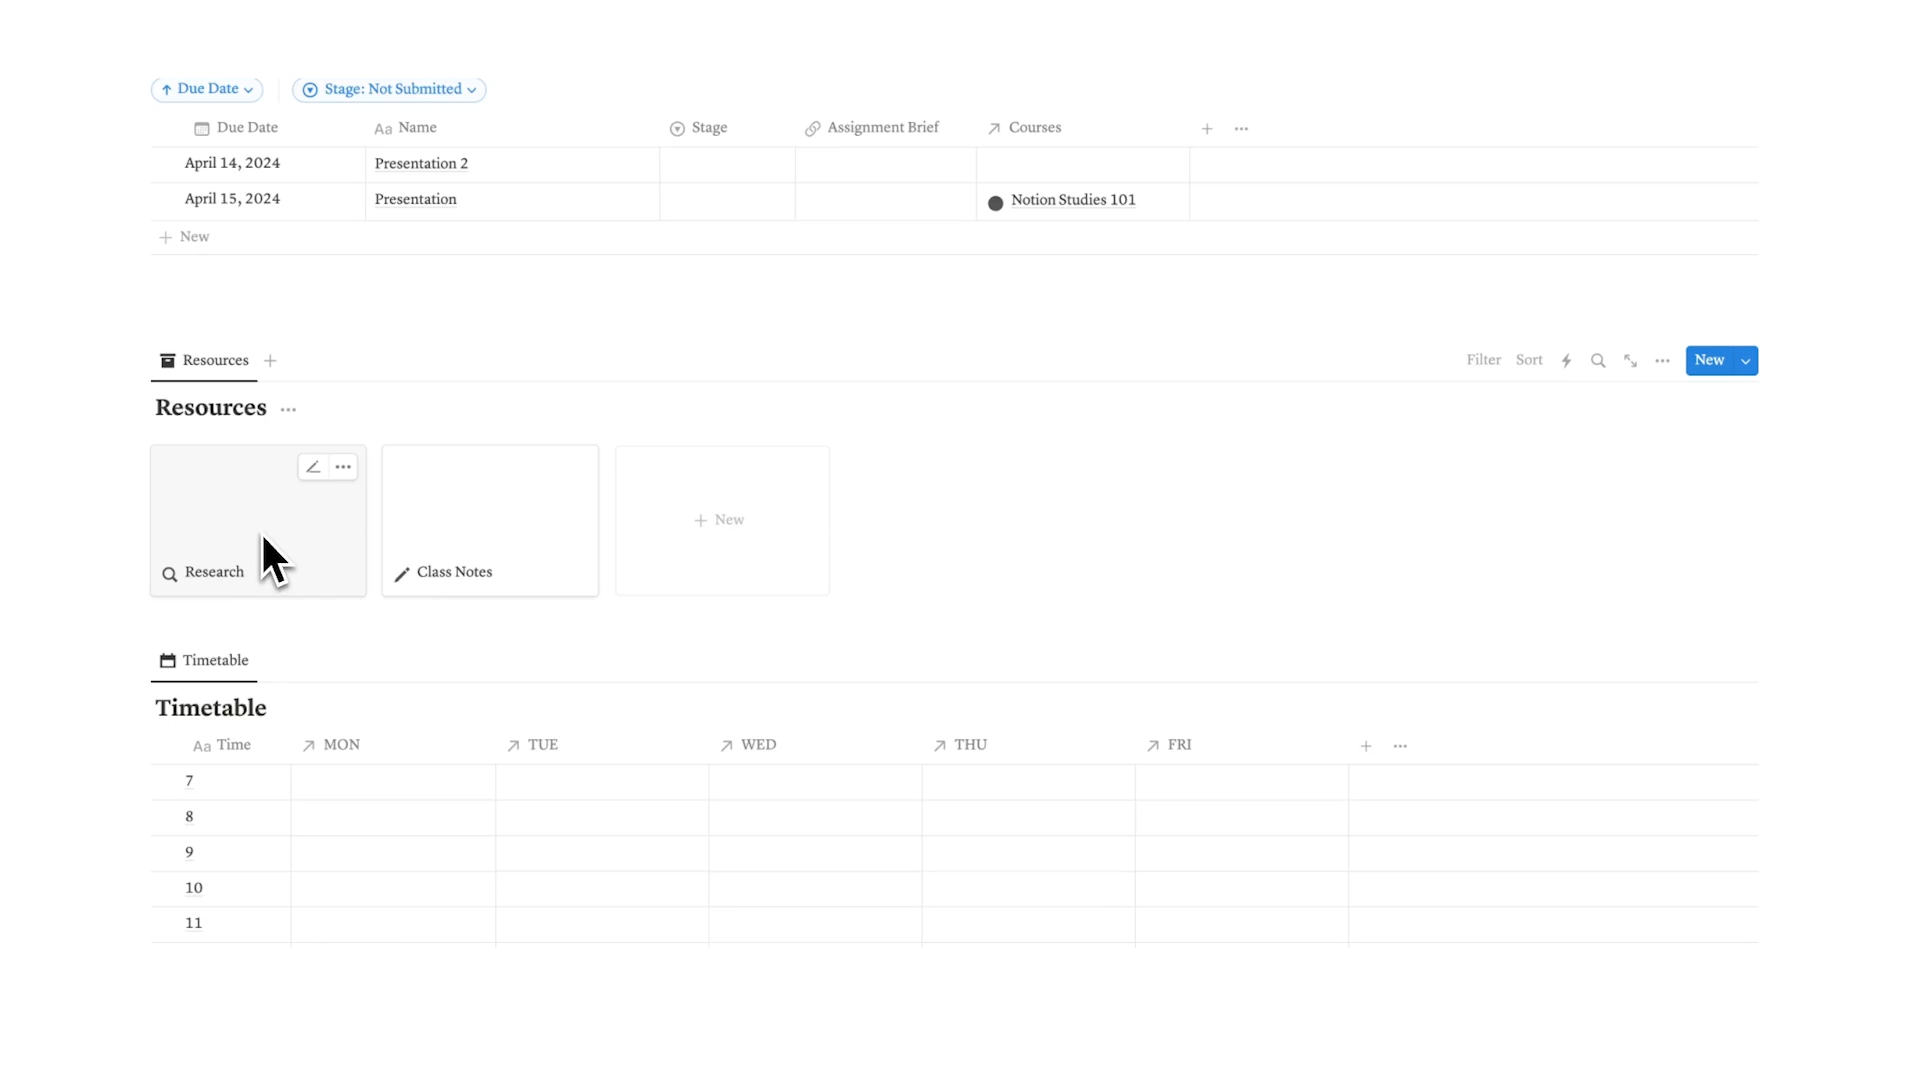 Due Date
Stage: Not Submitted
Due Date Aa Name Stage Assignment Brief Courses
April 14, 2024 Presentation 2
April 15, 2024 Presentation Notion Studies 101
New
Resources
Filter Sort New
Resources
Research
Class Notes
New
Timetable
Timetable
Aa Time MON TUE WED THU FRI
7
8
9
10
11